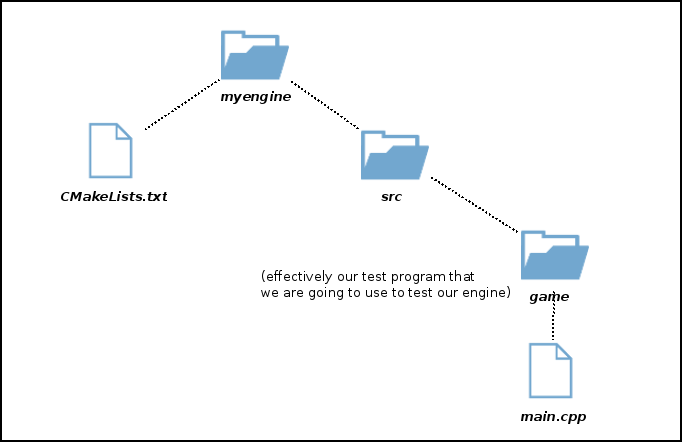 myengine
CMakeLists.txt
src
(effectively our test program that
we are going to use to test our engine)
game
main.cpp